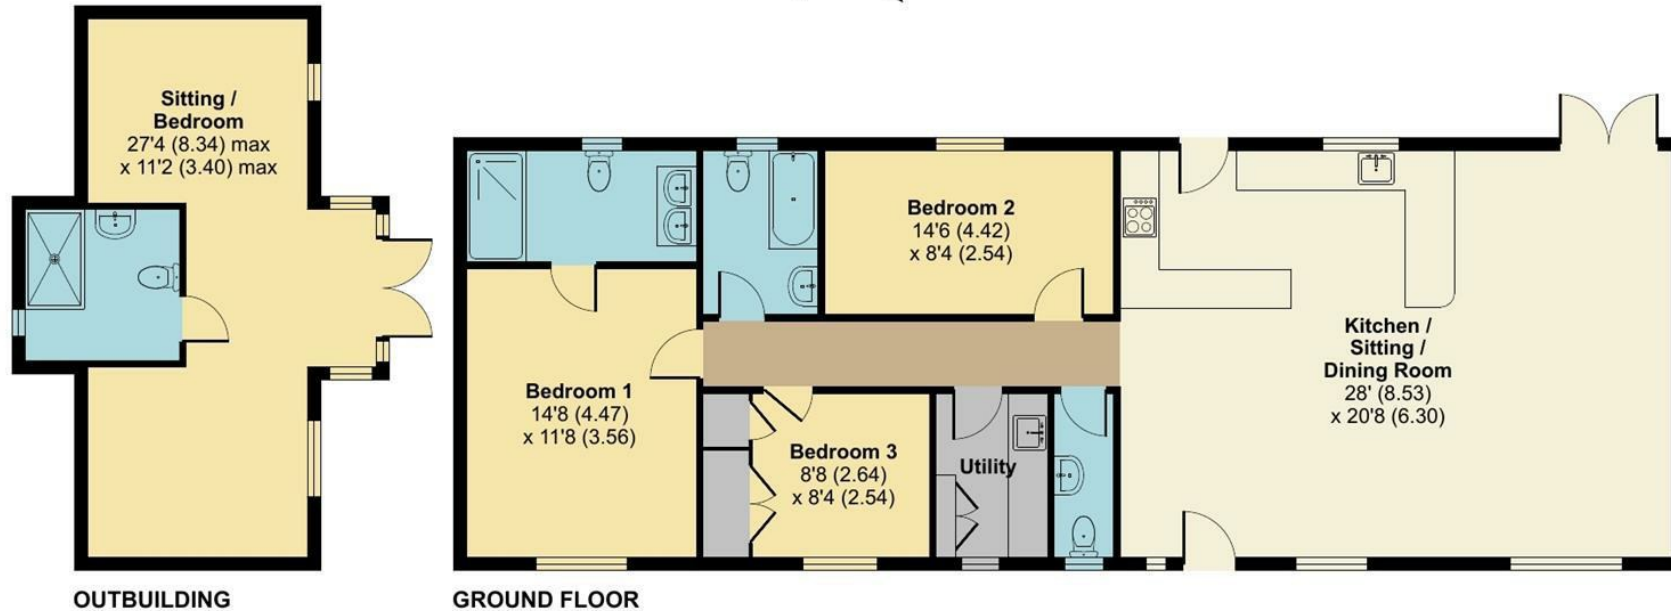 Sitting /
Bedroom
27'4 (8.34) max
x 11'2 (3.40) max
Bedroom 2
14'6 (4.42)
x 8'4 (2.54)
Kitchen /
Sitting /
Dining Room
28' (8.53)
x 20'8 (6.30)
Bedroom 1
14'8 (4.47)
x 11'8 (3.56)
Bedroom 3
8'8 (2.64)
x 8'4 (2.54)
Utility
OUTBUILDING
GROUND FLOOR